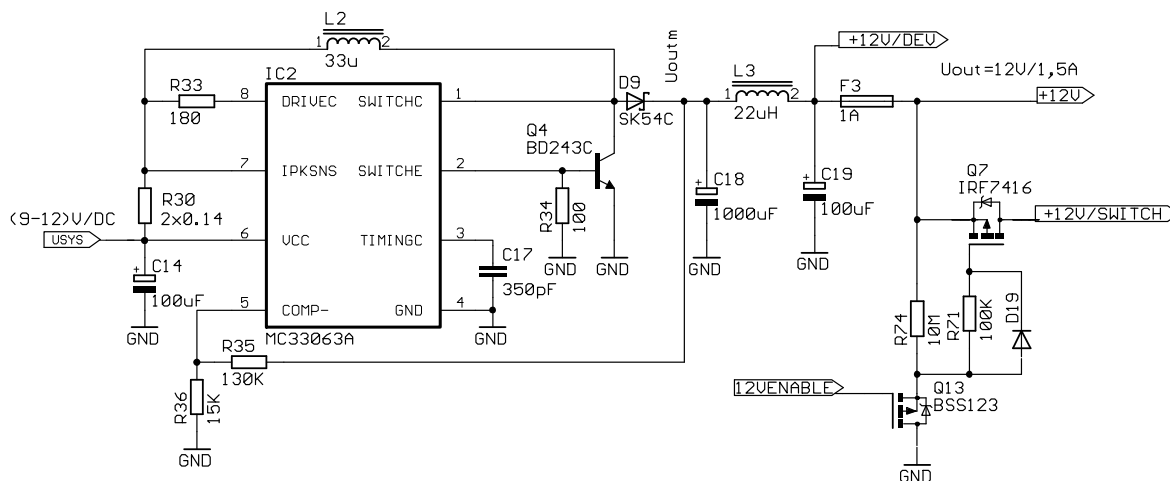 L2
1
2
33u
IC2
R33
180
8
DRIVEC
SWITCHC
1
D9
SK54C
Uoutm
L3
1
2
22uH
+12V/DEV
F3
1A
Uout=12V/1,5A
+12V
7
IPKSNS
SWITCHE
2
Q4
BD243C
R30
2x0.14
R34
100
C18
1000uF
C19
100uF
Q7
IRF7416
+12V/SWITCH
(9-12)V/DC
USYS
6
VCC
TIMINGC
3
C17
350pF
GND
GND
GND
GND
C14
100uF
GND
5
COMP-
GND
4
GND
MC33063A
R35
130K
R36
15K
GND
R74
10M
R71
100K
D19
12VENABLE
Q13
BSS123
GND